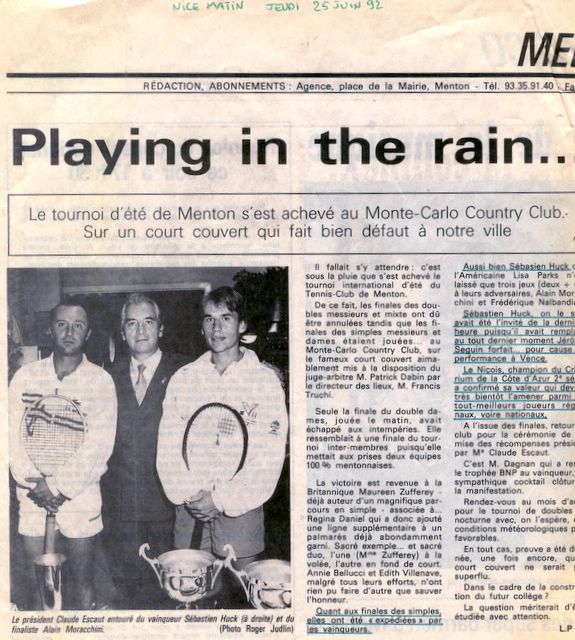 NICE MATIN JEUDI 25 JUIN 92
RÉDACTION, ABONNEMENTS : Agence, place de la Mairie, Menton - Tél. 93.35.91.40 -
Playing in the rain..
Le tournoi d'été de Menton s'est achevé au Monte-Carlo Country Club.
Sur un court couvert qui fait bien défaut à notre ville
Le président Claude Escaut entouré du vainqueur Sébastien Huck (à droite) et du
finaliste Alain Moracchini. (Photo Roger Judlin)
Il fallait s'y attendre : c'est
sous la pluie que s'est achevé le
tournoi international d'été du
Tennis-Club de Menton.
De ce fait, les finales des dou-
bles messieurs et mixte ont dû
être annulées tandis que les fi-
nales des simples messieurs et
dames étaient jouées... au
Monte-Carlo Country Club, sur
le fameux court couvert aima-
blement mis à la disposition du
juge-arbitre M. Patrick Dabin par
le directeur des lieux, M. Francis
Truchi.
Seule la finale du double da-
mes, jouée le matin, avait
échappé aux intempéries. Elle
ressemblait à une finale du tour-
noi inter-membres puisqu'elle
mettait aux prises deux équipes
100 % mentonnaises.
La victoire est revenue à la
Britannique Maureen Zufferey -
déjà auteur d'un magnifique par-
cours en simple - associée à...
Regina Daniel qui a donc ajouté
une ligne supplémentaire à un
palmarès déjà abondamment
garni. Sacré exemple... et sacré
duo, l'une (Mme Zufferey) à la
volée, l'autre en fond de court.
Annie Bellucci et Edith Villenave,
malgré tous leurs efforts, n'ont
rien pu faire d'autre que sauver
l'honneur.
Quant aux finales des simples,
elles ont été « expédiées » par
les vainqueurs.
Aussi bien Sébasien Huck
l'Américaine Lisa Parks n'
laissé que trois jeux (deux +
à leurs adversaires, Alain Mor
chini et Frédérique Nalbandia
Sébastien Huck, on le s
avait été l'invité de la derni
heure puisqu'il avait rempl
au tout dernier moment Jérô
Seguin forfait... pour cause
performance à Vence.
Le Niçois, champion du Cri
rium de la Côte d'Azur 2e sé
a confirmé sa valeur qui dev
très bientôt l'amener parmi
tout-meilleurs joueurs rég
naux, voire nationaux.
A l'issue des finales, retour
club pour la cérémonie de
mise des récompenses prési
par Me Claude Escaut.
C'est M. Dagnan qui a re
le trophée BNP au vainqueur,
sympathique cocktail clôtur
la manifestation.
Rendez-vous au mois d'a
pour le tournoi de doubles
nocturne avec, on l'espère,
conditions météorologiques p
favorables.
En tout cas, preuve a été d
née, une fois encore, qu
court couvert ne serait
superflu.
Dans le cadre de la constr
tion du futur collège ?
La question mériterait d'
étudiée avec attention.
LP